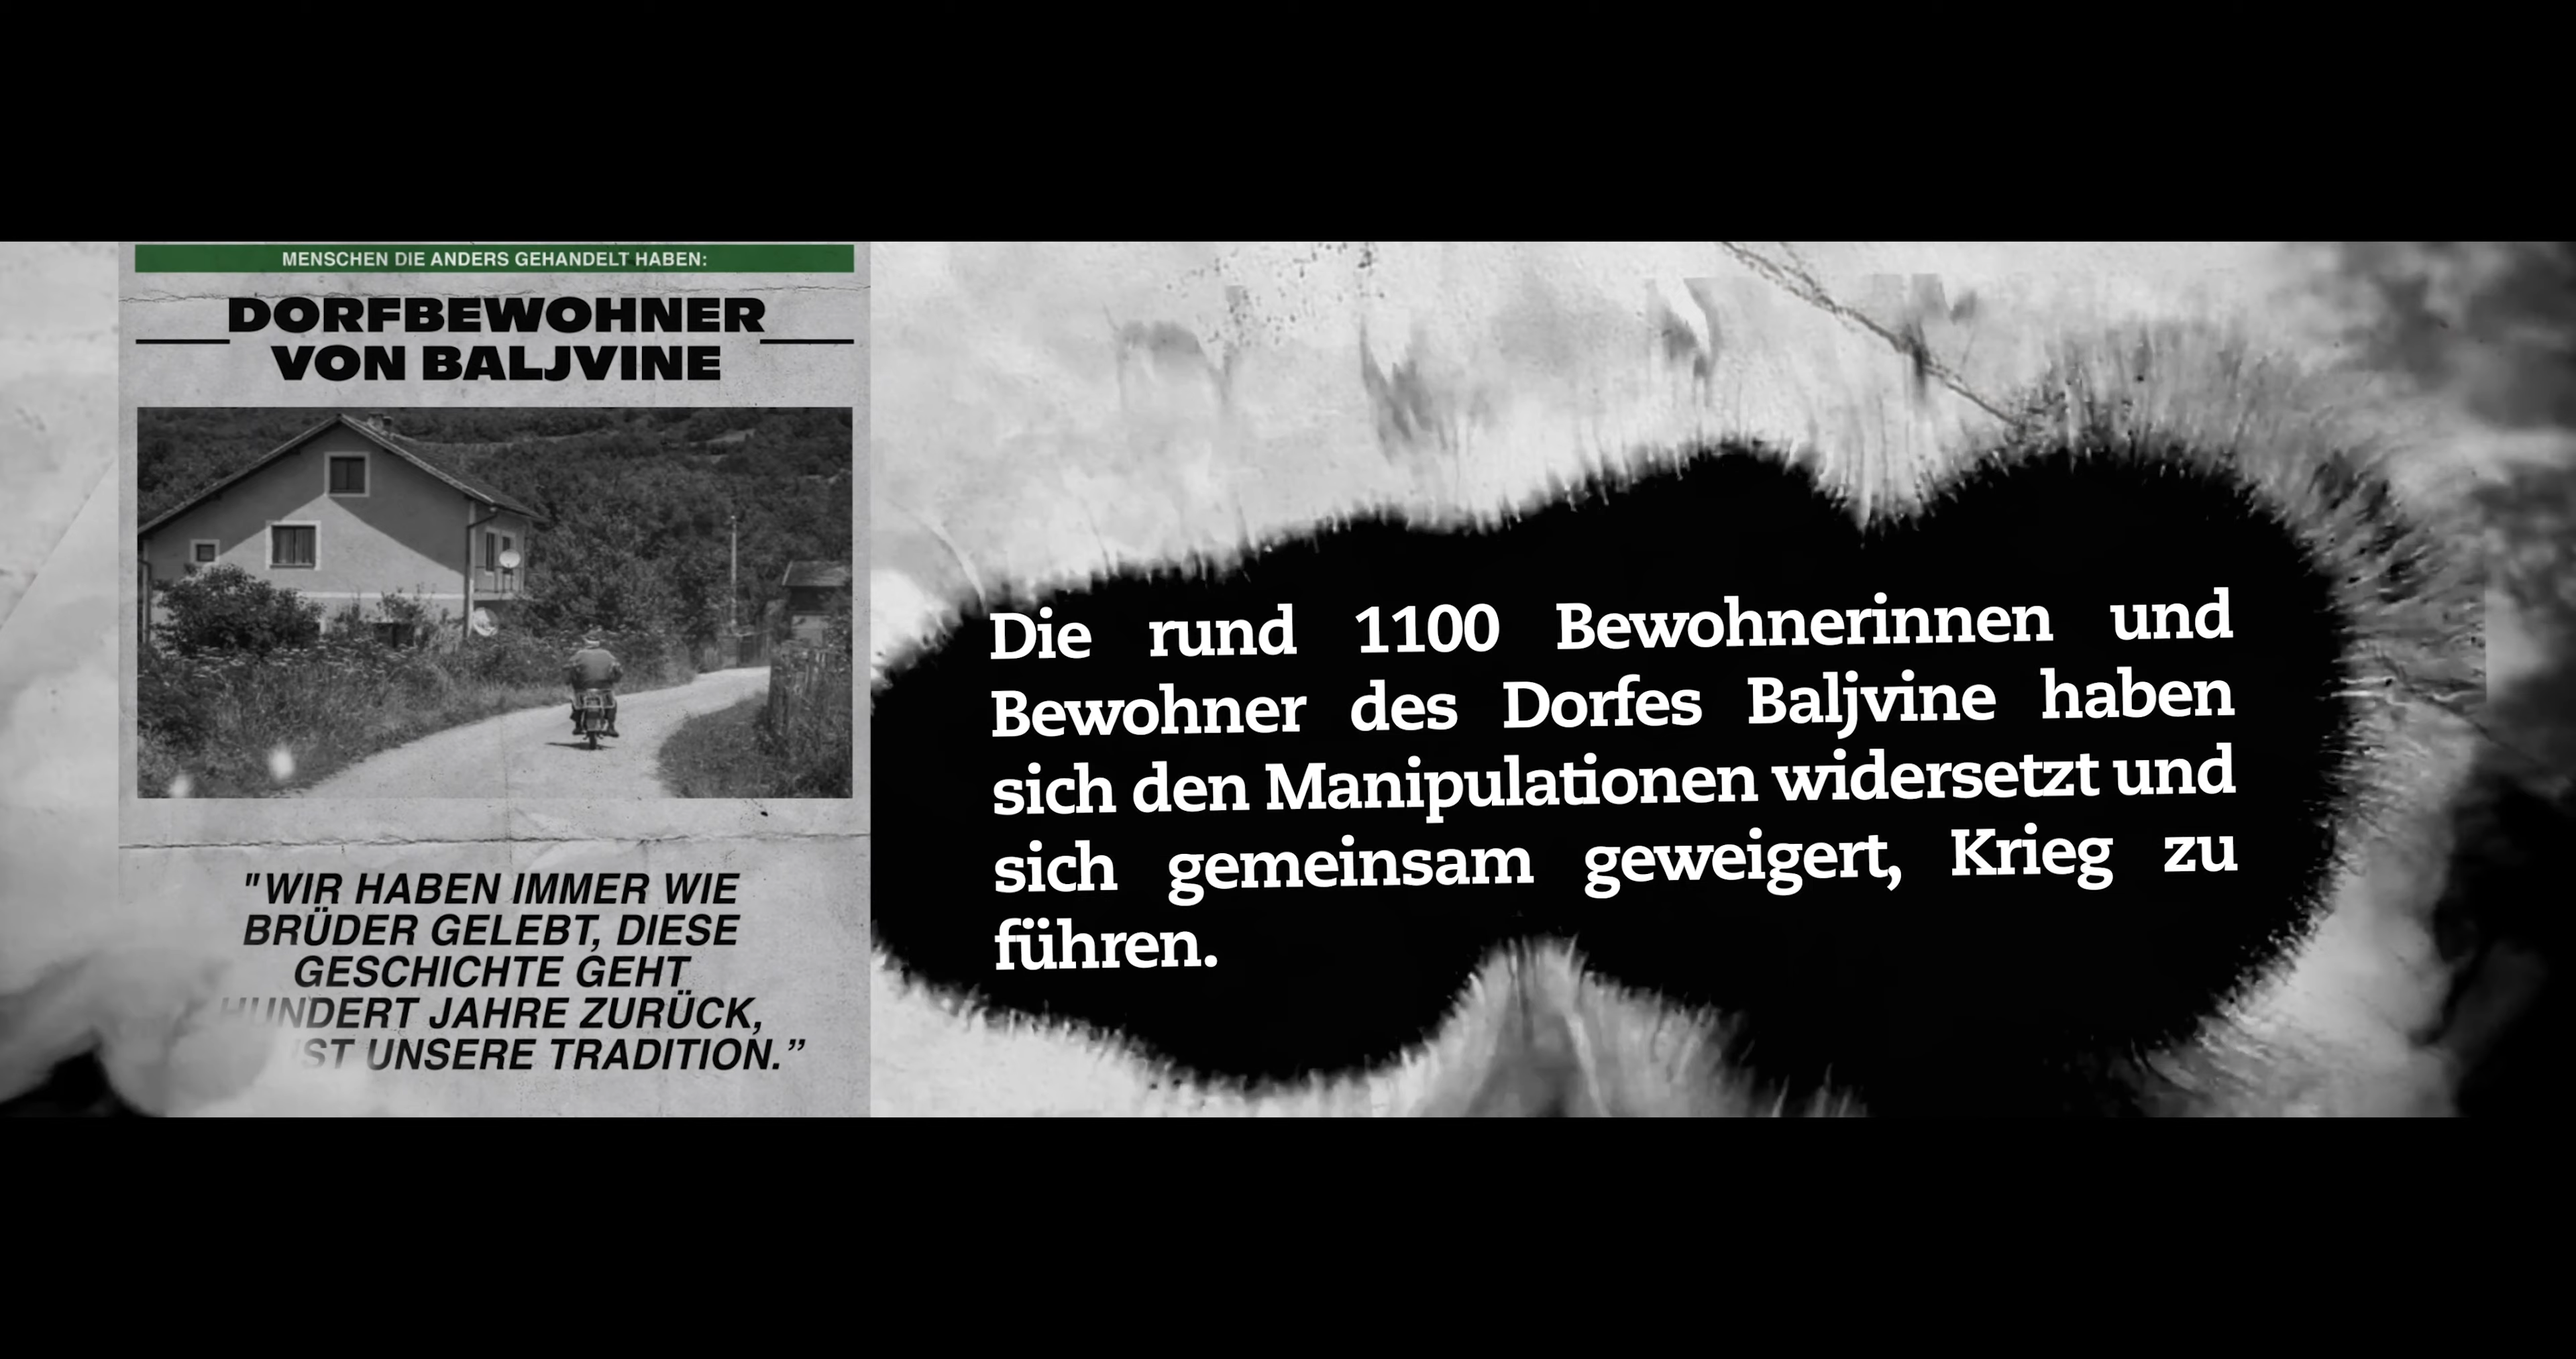 MENSCHEN DIE ANDERS GEHANDELT HABEN:
DORFBEWOHNER
VON BALJVINE
"WIR HABEN IMMER WIE
BRÜDER GELEBT, DIESE
GESCHICHTE GEHT
HUNDERT JAHRE ZURÜCK,
UNSERE TRADITION.”
Die rund 1100 Bewohnerinnen und
Bewohner des Dorfes Baljvine haben
sich den Manipulationen widersetzt und
sich gemeinsam geweigert, Krieg zu
führen.